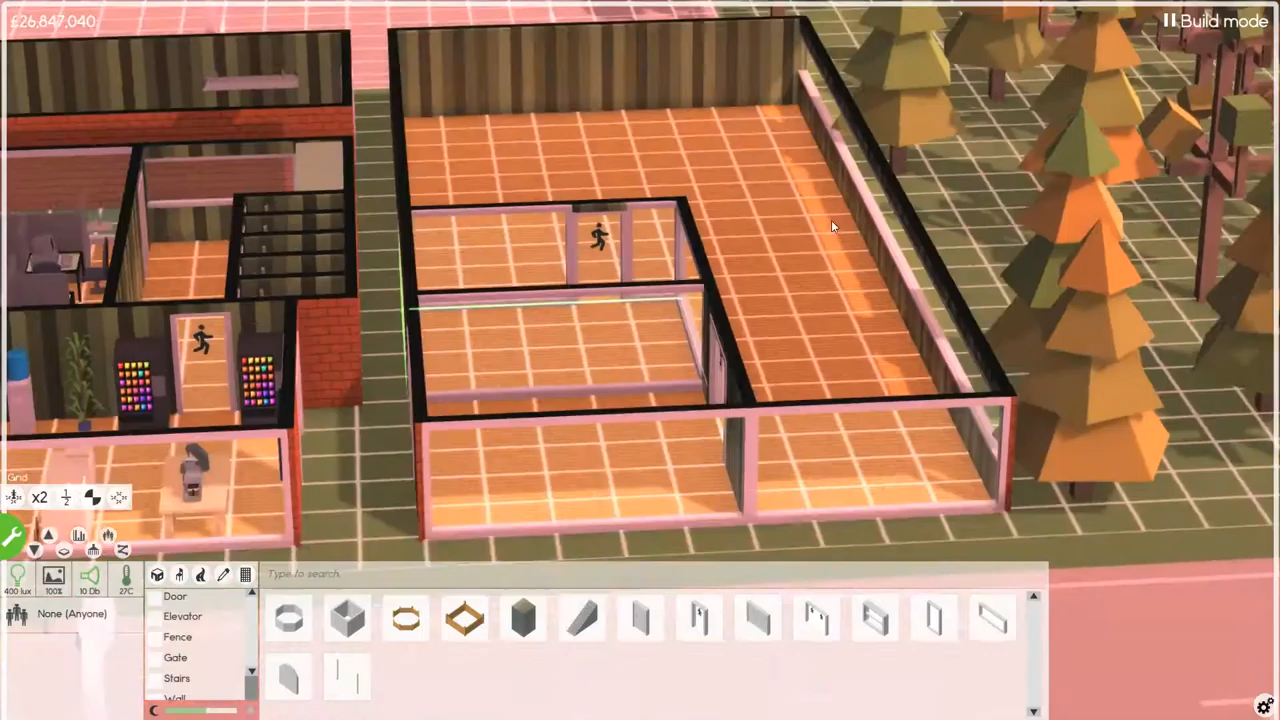 £26,847,040
Build mode
Grid
x2
1/2
400 lux
100%
10 Db
27C
None (Anyone)
Type to search.
Door
Elevator
Fence
Gate
Stairs
Wall